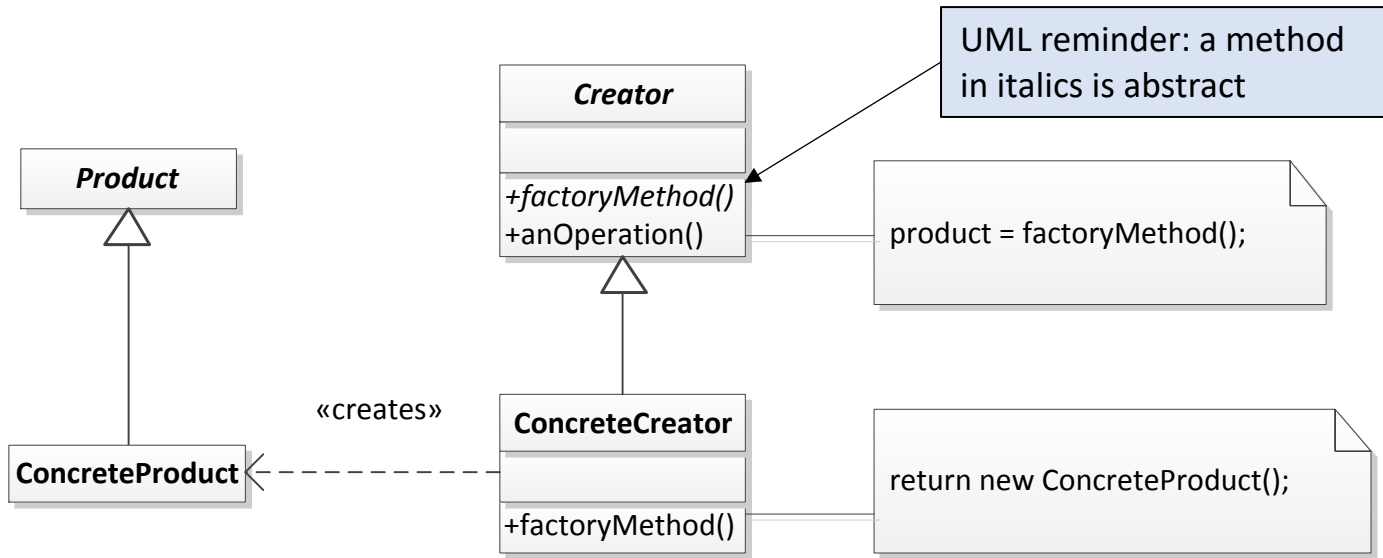 UML reminder: a method
in italics is abstract
Creator
Product
+factoryMethod()
+anOperation()
product = factoryMethod();
«creates»
ConcreteCreator
ConcreteProduct
return new ConcreteProduct();
+factoryMethod()